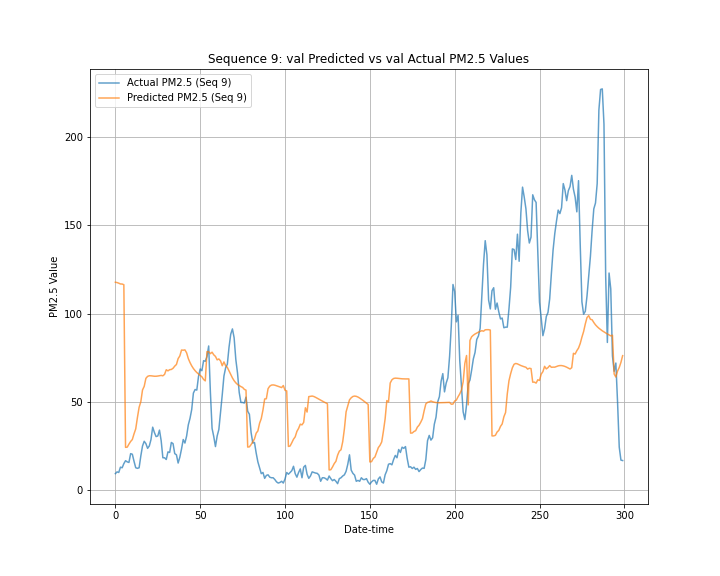 Sequence 9: val Predicted vs val Actual PM2.5 Values
Actual PM2.5 (Seq 9)
Predicted PM2.5 (Seq 9)
PM2.5 Value
200
150
100
50
0
0 50 100 150 200 250 300
Date-time